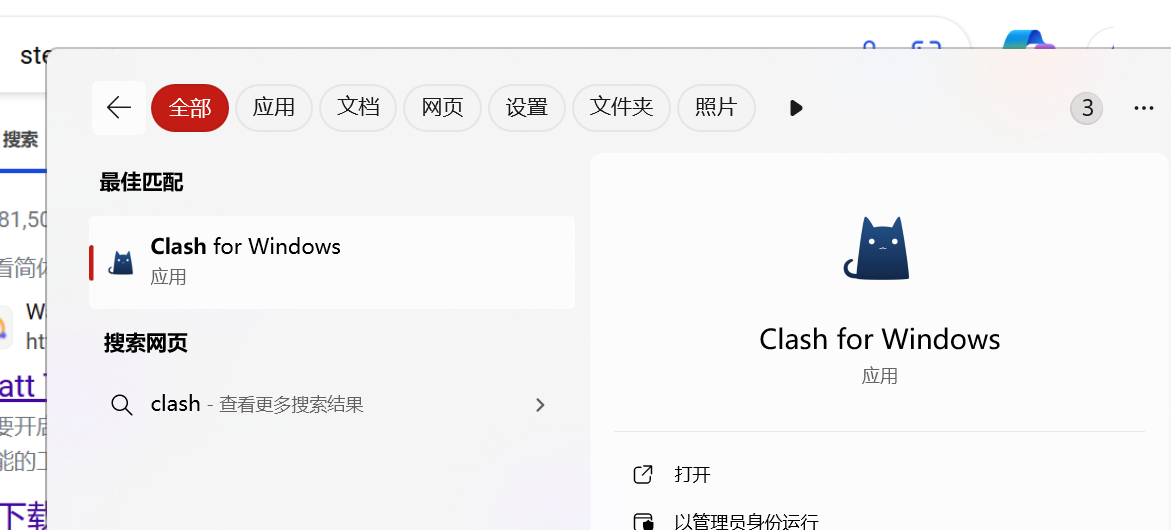 ste
全部 应用 文档 网页 设置 文件夹 照片 3
搜索
最佳匹配
Clash for Windows
应用
搜索网页
clash - 查看更多搜索结果
Clash for Windows
应用
打开
以管理员身份运行
81,50
看简体
W
ht
att
要开启
能的工
下载